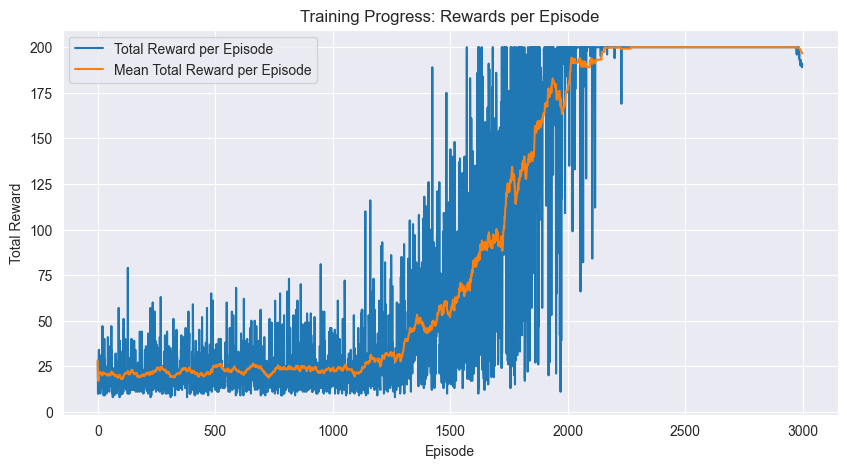 Training Progress: Rewards per Episode
Total Reward per Episode
Mean Total Reward per Episode
Total Reward
200
175
150
125
100
75
50
25
0
0 500 1000 1500 2000 2500 3000
Episode